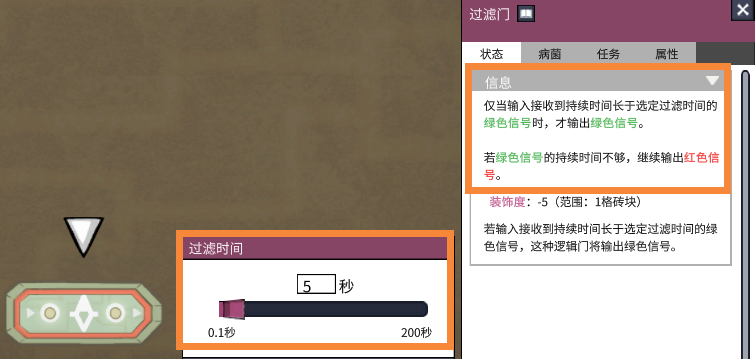 过滤门
状态 病菌 任务 属性
信息
仅当输入接收到持续时间长于选定过滤时间的
绿色信号时，才输出绿色信号。
若绿色信号的持续时间不够，继续输出红色信
号。
装饰度：-5（范围：1格砖块）
若输入接收到持续时间长于选定过滤时间的绿
色信号，这种逻辑门将输出绿色信号。
过滤时间
5 秒
0.1秒 200秒